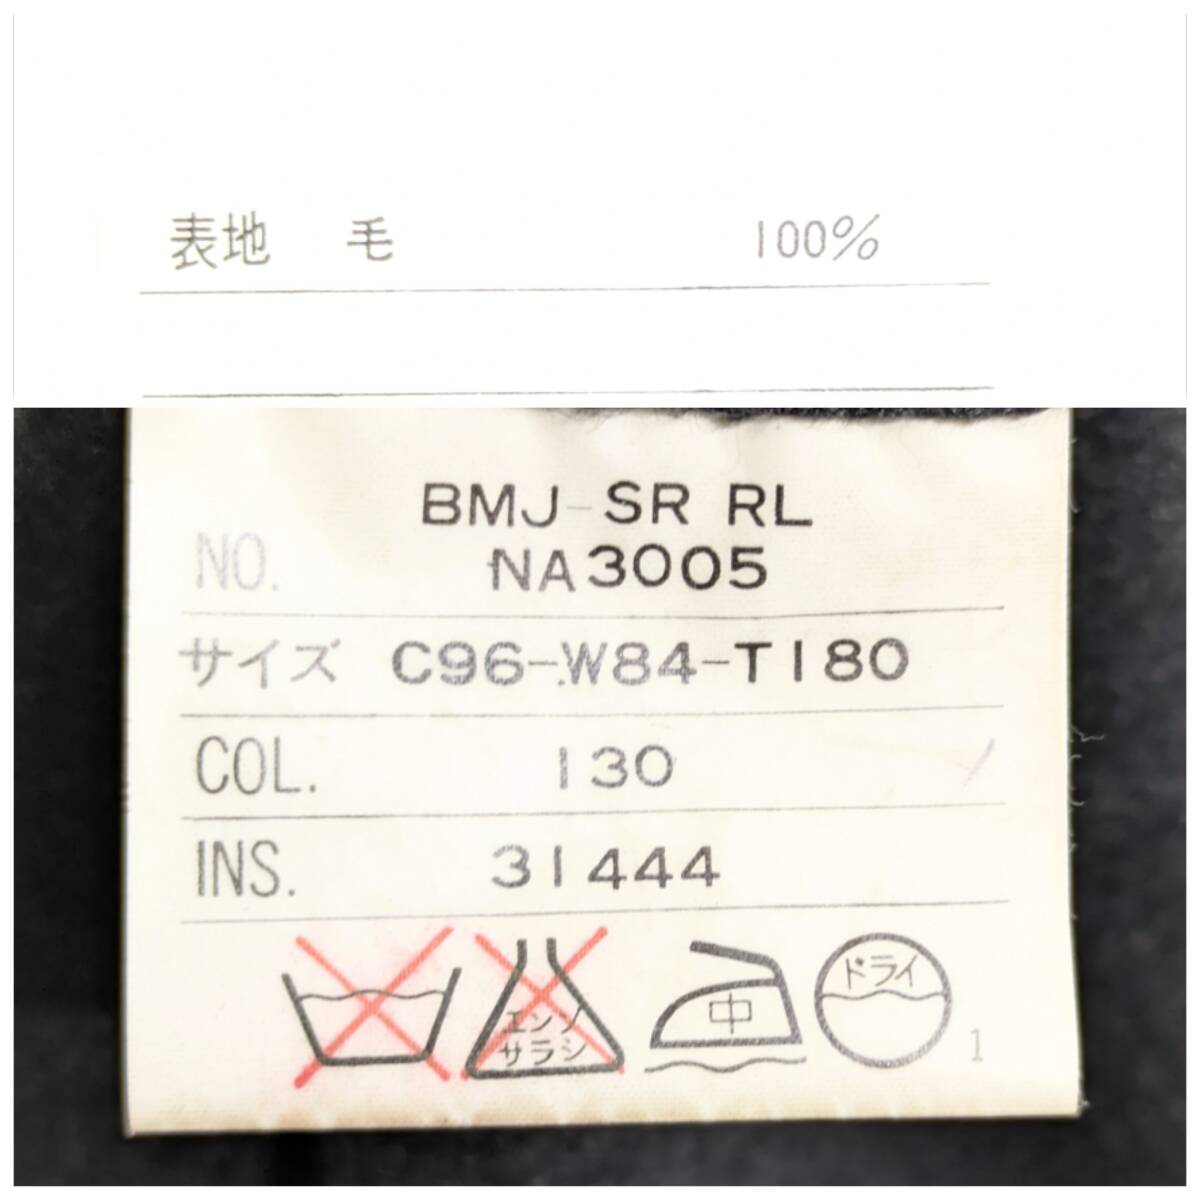 表地 毛 100%
BMJ-SR RL
NO. NA3005
サイズ C96-W84-T180
COL. 130
INS. 31444
エンソ
サラシ
中
ドライ
1